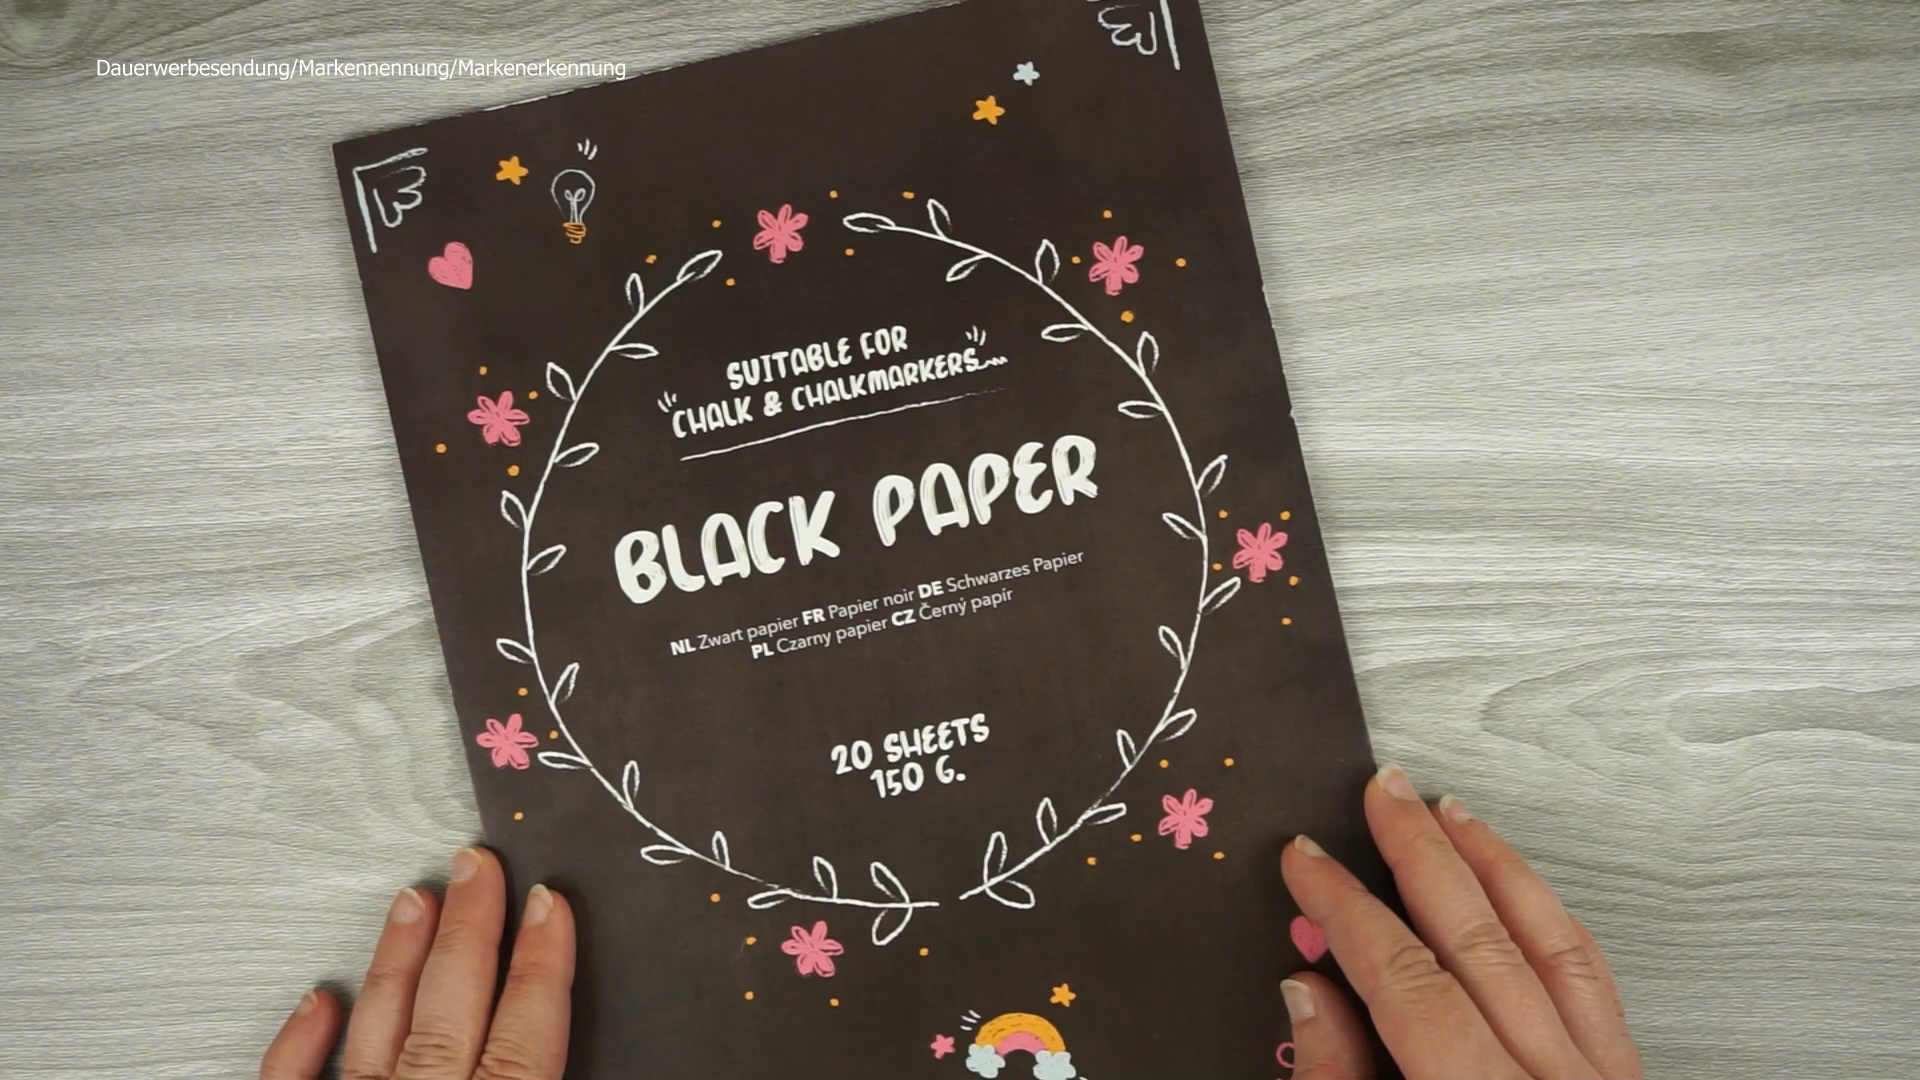 Dauerwerbesendung/Markennennung/Markenerkennung
SUITABLE FOR
CHALK & CHALKMARKERS
BLACK PAPER
NL Zwart papier FR Papier noir DE Schwarzes Papier
PL Czarny papier CZ Černý papír
20 SHEETS
150 G.